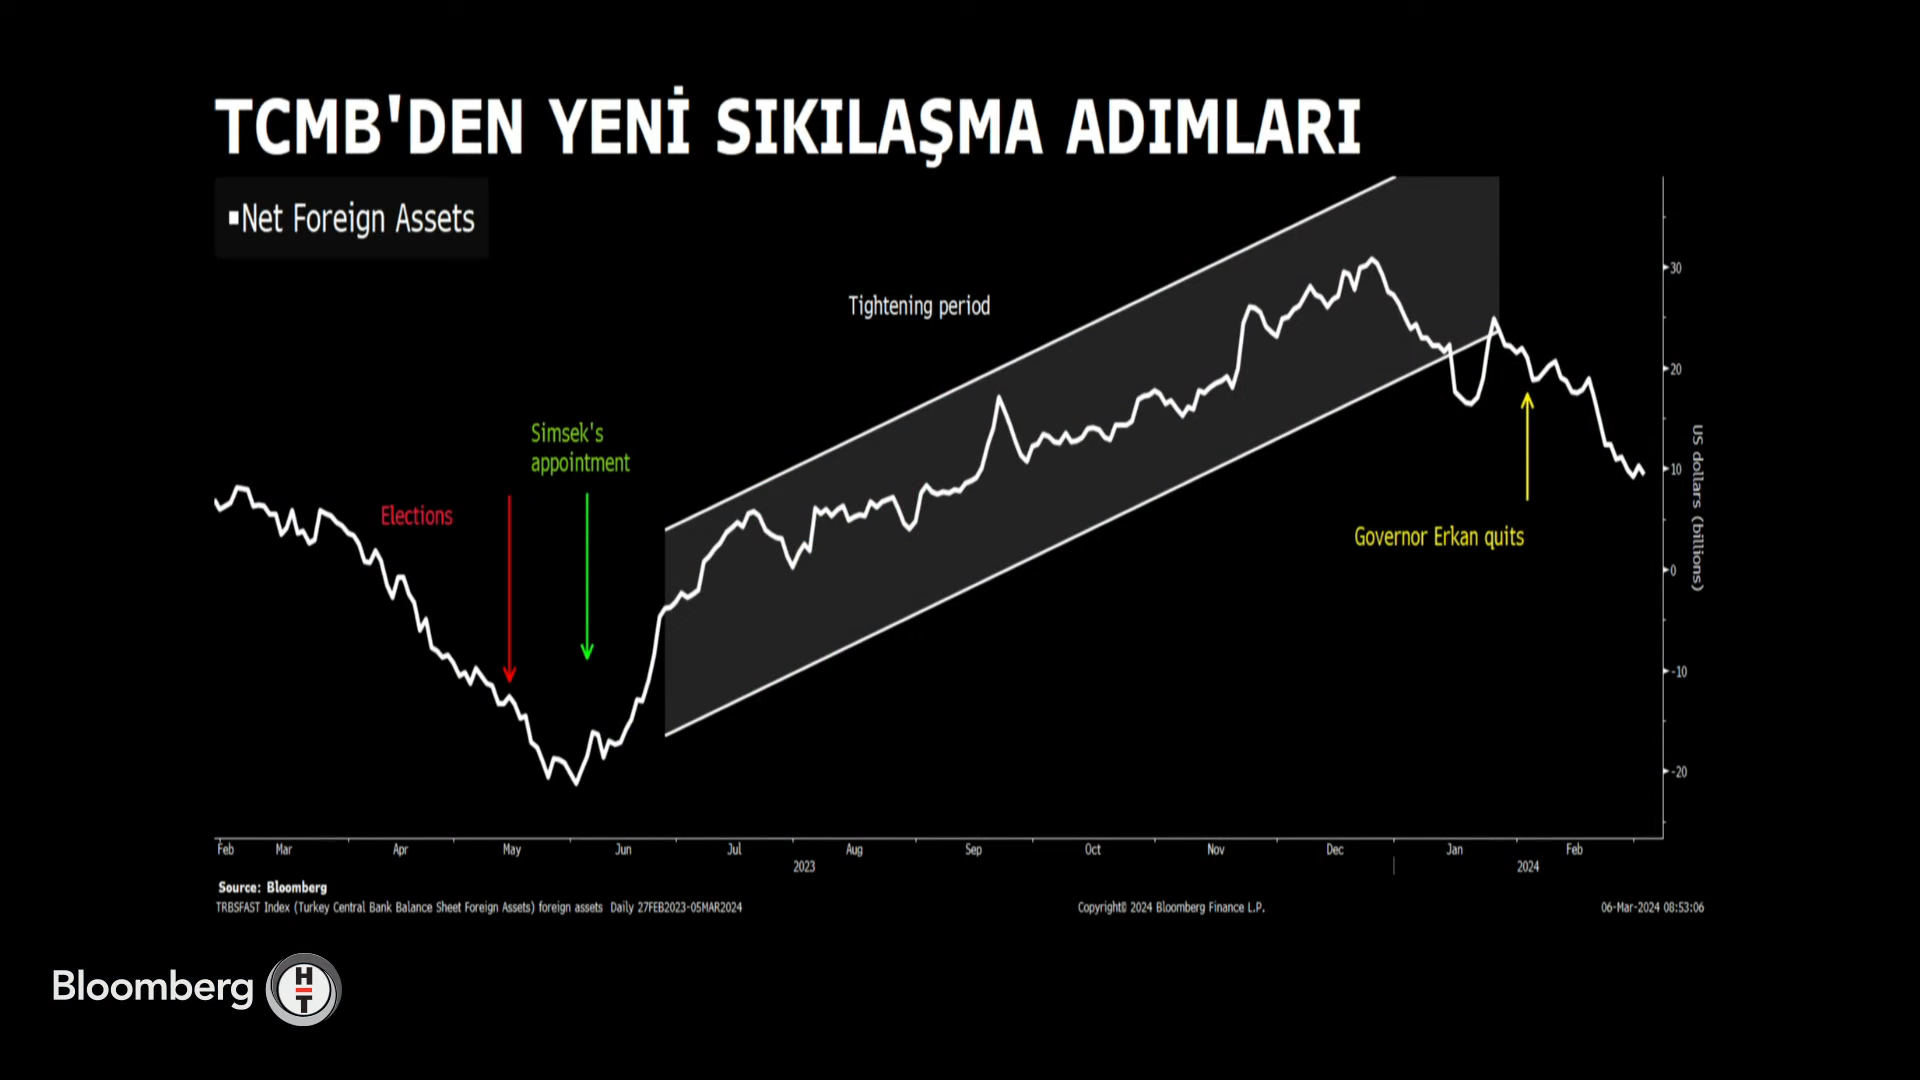 TCMB'DEN YENİ SIKILAŞMA ADIMLARI
Net Foreign Assets
Tightening period
Simsek's
appointment
Elections
Governor Erkan quits
30
20
10
0
-10
-20
US dollars (billions)
Feb Mar Apr May Jun Jul Aug Sep Oct Nov Dec Jan Feb
2023 2024
Source: Bloomberg
TRBSFAST Index (Turkey Central Bank Balance Sheet Foreign Assets) foreign assets Daily 27FEB2023-05MAR2024 Copyright© 2024 Bloomberg Finance L.P. 06-Mar-2024 08:53:06
Bloomberg HT